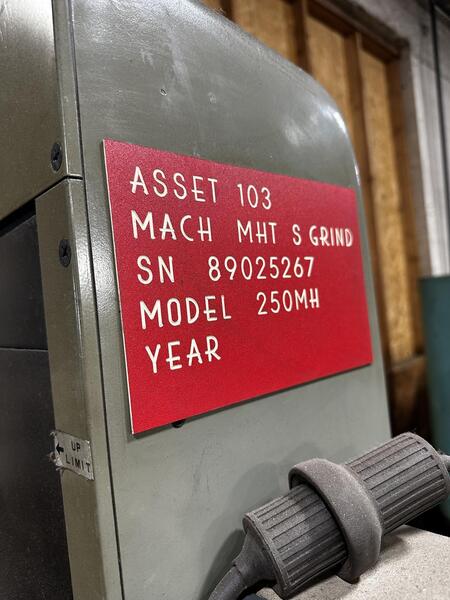 ASSET 103
MACH MHT S GRIND
SN 89025267
MODEL 250MH
YEAR
UP
LIMIT